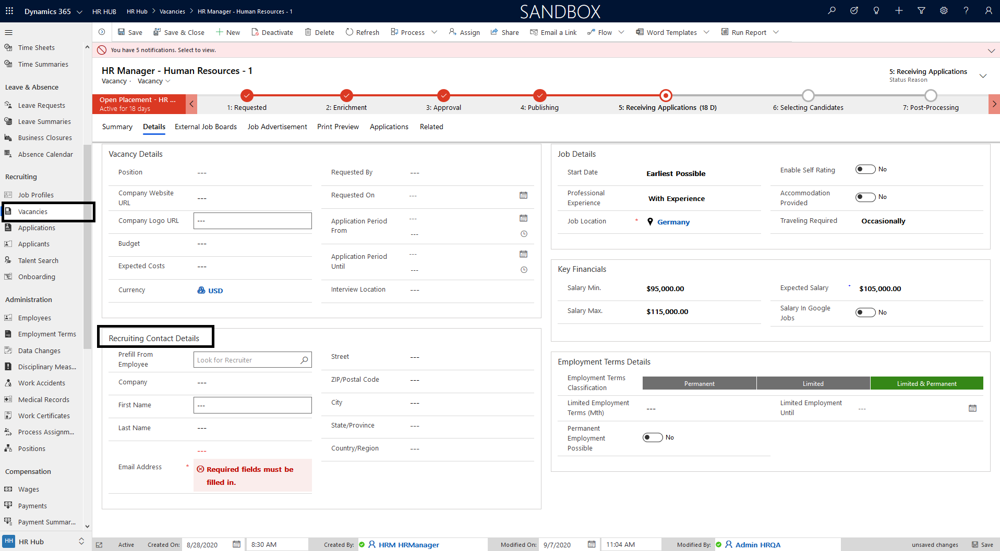 Dynamics 365
HR HUB
HR Hub > Vacancies > HR Manager - Human Resources - 1
SANDBOX
Save
Save & Close
New
Deactivate
Delete
Refresh
Process
Assign
Share
Email a Link
Flow
Word Templates
Run Report
You have 5 notifications. Select to view.
Time Sheets
Time Summaries
Leave & Absence
Leave Requests
Leave Summaries
Business Closures
Absence Calendar
Recruiting
Job Profiles
Vacancies
Applications
Applicants
Talent Search
Onboarding
Administration
Employees
Employment Terms
Data Changes
Disciplinary Meas...
Work Accidents
Medical Records
Work Certificates
Process Assignm...
Positions
Compensation
Wages
Payments
Payment Summar...
HH
HR Hub
HR Manager - Human Resources - 1
Vacancy · Vacancy
5: Receiving Applications
Status Reason
Open Placement - HR ...
Active for 18 days
1: Requested
2: Enrichment
3: Approval
4: Publishing
5: Receiving Applications (18 D)
6: Selecting Candidates
7: Post-Processing
Summary
Details
External Job Boards
Job Advertisement
Print Preview
Applications
Related
Vacancy Details
Position
---
Company Website
URL
---
Company Logo URL
---
Budget
---
Expected Costs
---
Currency
USD
Requested By
---
Requested On
---
Application Period
From
---
---
Application Period
Until
---
---
Interview Location
---
Recruiting Contact Details
Prefill From
Employee
Look for Recruiter
Company
---
First Name
---
Last Name
---
---
Email Address
*
Required fields must be
filled in.
Street
---
ZIP/Postal Code
---
City
---
State/Province
---
Country/Region
---
Job Details
Start Date
Earliest Possible
Professional
Experience
With Experience
Job Location
*
Germany
Enable Self Rating
No
Accommodation
Provided
No
Traveling Required
Occasionally
Key Financials
Salary Min.
$95,000.00
Salary Max.
$115,000.00
Expected Salary
+
$105,000.00
Salary In Google
Jobs
No
Employment Terms Details
Employment Terms
Classification
Permanent
Limited
Limited & Permanent
Limited Employment
Terms (Mth)
---
Limited Employment
Until
---
Permanent
Employment
Possible
No
Active
Created On:
8/28/2020
8:30 AM
Created By:
HRM HRManager
Modified On:
9/7/2020
11:04 AM
Modified By:
Admin HRQA
unsaved changes
Save